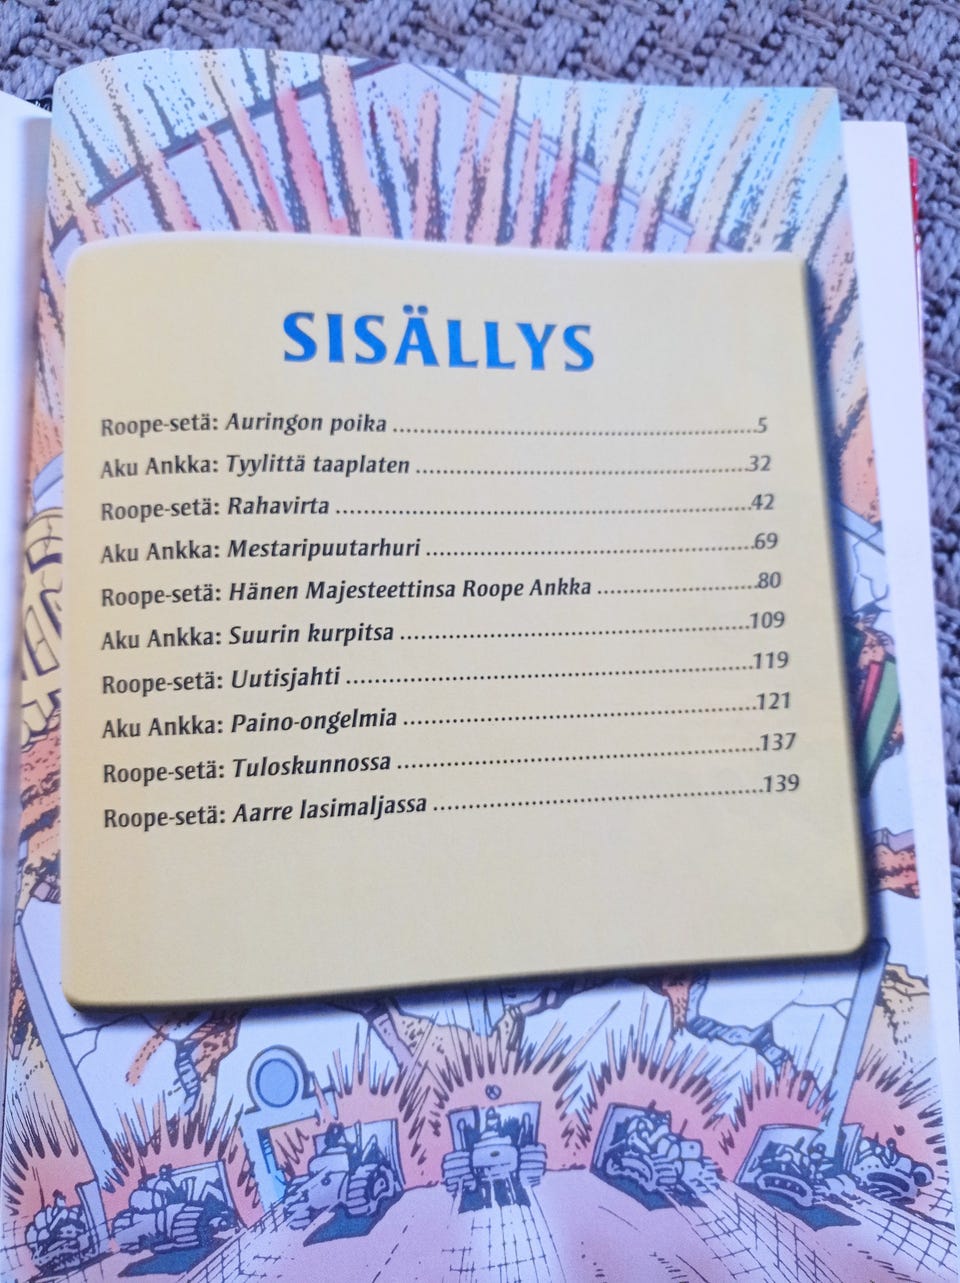 SISÄLLYS
Roope-setä: Auringon poika ........ 5
Aku Ankka: Tyylittä taaplaten ........ 32
Roope-setä: Rahavirta ........ 42
Aku Ankka: Mestaripuutarhuri ........ 69
Roope-setä: Hänen Majesteettinsa Roope Ankka ........ 80
Aku Ankka: Suurin kurpitsa ........ 109
Roope-setä: Uutisjahti ........ 119
Aku Ankka: Paino-ongelmia ........ 121
Roope-setä: Tuloskunnossa ........ 137
Roope-setä: Aarre lasimaljassa ........ 139